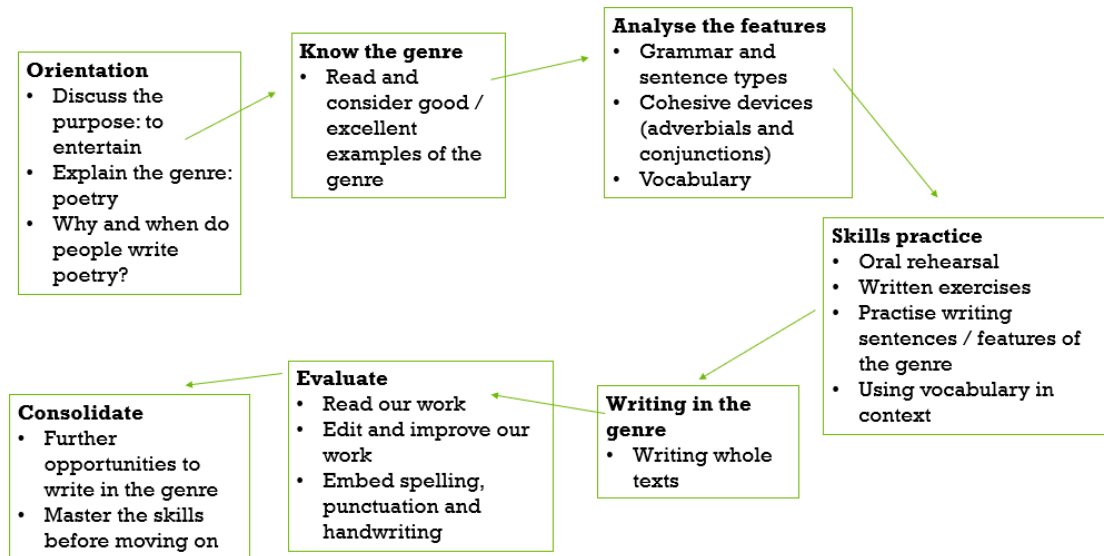 Orientation
• Discuss the
purpose: to
entertain
• Explain the genre:
poetry
• Why and when do
people write
poetry?
Know the genre
• Read and
consider good /
excellent
examples of the
genre
Analyse the features
• Grammar and
sentence types
• Cohesive devices
(adverbials and
conjunctions)
• Vocabulary
Skills practice
• Oral rehearsal
• Written exercises
• Practise writing
sentences / features of
the genre
• Using vocabulary in
context
Writing in the
genre
• Writing whole
texts
Evaluate
• Read our work
• Edit and improve our
work
• Embed spelling,
punctuation and
handwriting
Consolidate
• Further
opportunities to
write in the genre
• Master the skills
before moving on